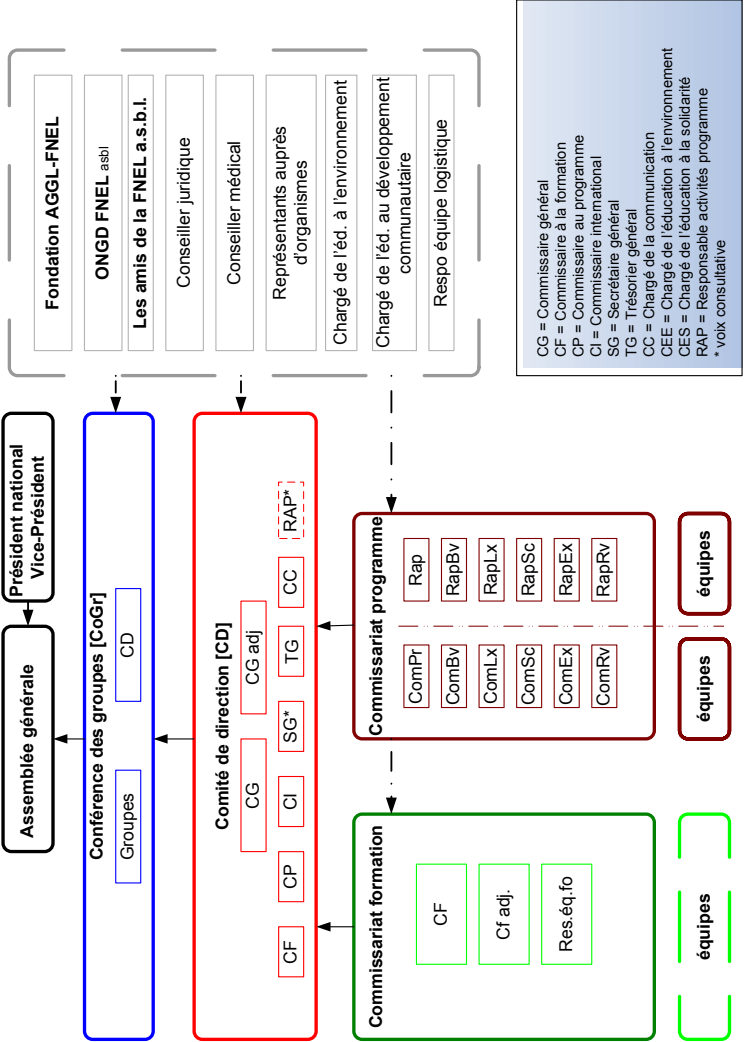 Assemblée générale
Président national
Vice-Président
Conférence des groupes [CoGr]
Groupes
CD
Comité de direction [CD]
CG
CG adj
CF
CP
CI
SG*
TG
CC
RAP*
Commissariat formation
CF
Cf adj.
Res.éq.fo
équipes
Commissariat programme
ComPr
Rap
ComBv
RapBv
ComLx
RapLx
ComSc
RapSc
ComEx
RapEx
ComRv
RapRv
équipes
équipes
Fondation AGGL-FNEL
ONGD FNEL asbl
Les amis de la FNEL a.s.b.l.
Conseiller juridique
Conseiller médical
Représentants auprès
d'organismes
Chargé de l'éd. à l'environnement
Chargé de l'éd. au développement
communautaire
Respo équipe logistique
CG = Commissaire général
CF = Commissaire à la formation
CP = Commissaire au programme
CI = Commissaire international
SG = Secrétaire général
TG = Trésorier général
CC = Chargé de la communication
CEE = Chargé de l'éducation à l'environnement
CES = Chargé de l'éducation à la solidarité
RAP = Responsable activités programme
* voix consultative